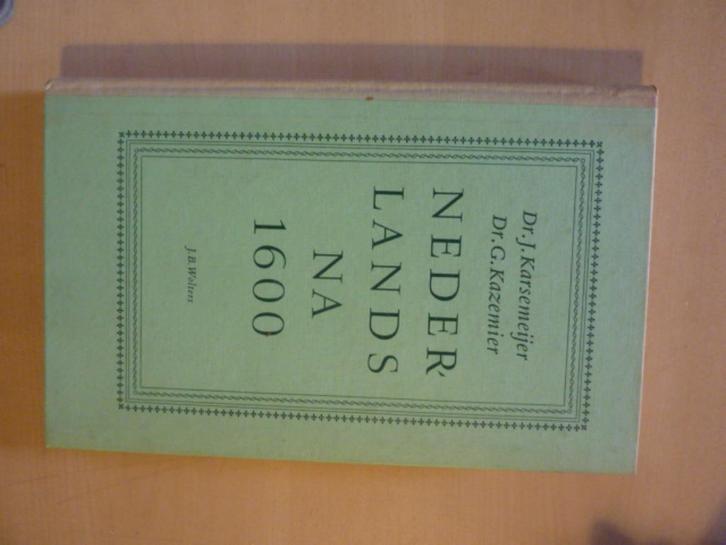 Dr. J. Karsemeijer
Dr. G. Kazemier
NEDER-
LANDS
NA
1600
J. B. Wolters